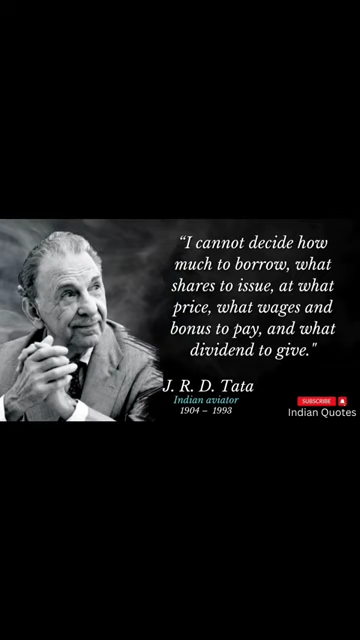 “I cannot decide how
much to borrow, what
shares to issue, at what
price, what wages and
bonus to pay, and what
dividend to give."
J. R. D. Tata
Indian aviator
1904 – 1993
SUBSCRIBE
Indian Quotes